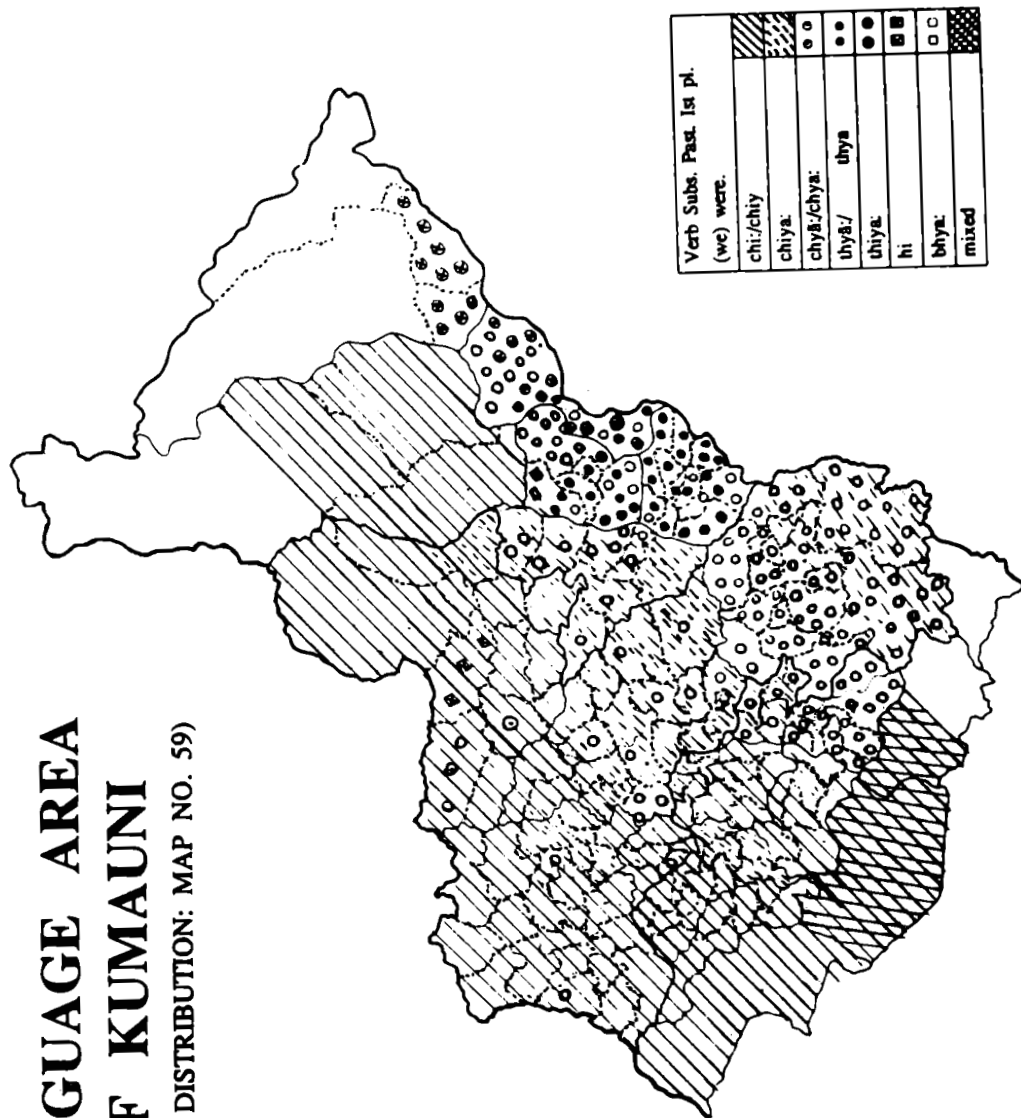 GUAGE AREA
F KUMAUNI
DISTRIBUTION: MAP NO. 59)
Verb Subs. Past. Ist pl.
(we) were.
chi:/chiy
chiya:
chyā:/chya:
thyā:/ thya
thiya:
hi
bhya:
mixed